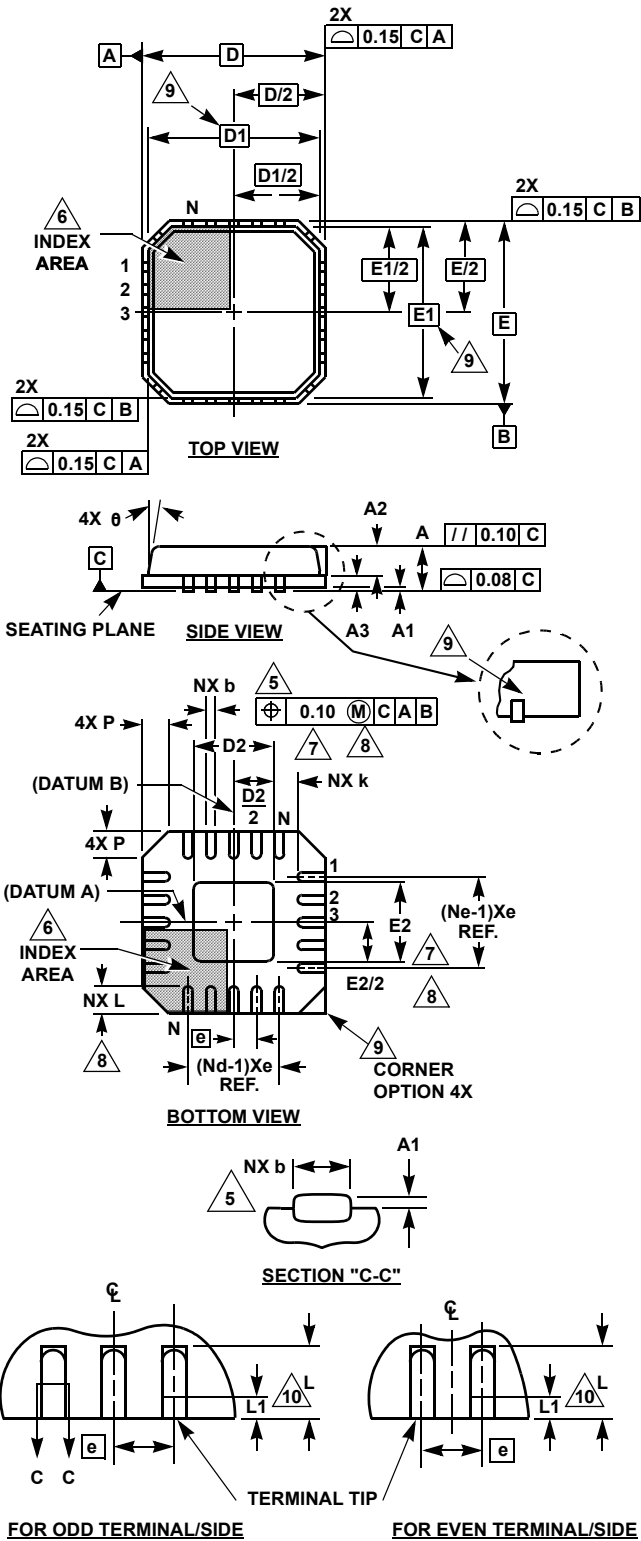 2X
⌓ 0.15 C A
A
D
9
D/2
D1
D1/2
2X
⌓ 0.15 C B
6
INDEX
AREA
N
1
2
3
E1/2
E/2
E1
E
9
2X
⌓ 0.15 C B
2X
⌓ 0.15 C A
B
TOP VIEW
4X θ
A2
A
// 0.10 C
C
⌓ 0.08 C
SEATING PLANE
SIDE VIEW
A3
A1
9
NX b
5
⌖ 0.10 Ⓜ C A B
4X P
D2
7
8
(DATUM B)
D2
2
N
NX k
4X P
1
(DATUM A)
2
3
(Ne-1)Xe
REF.
E2
6
INDEX
AREA
7
E2/2
NX L
8
8
N
e
9
(Nd-1)Xe
REF.
CORNER
OPTION 4X
BOTTOM VIEW
A1
NX b
5
SECTION "C-C"
℄
℄
L
10
L1
L
10
L1
e
e
C C
TERMINAL TIP
FOR ODD TERMINAL/SIDE
FOR EVEN TERMINAL/SIDE